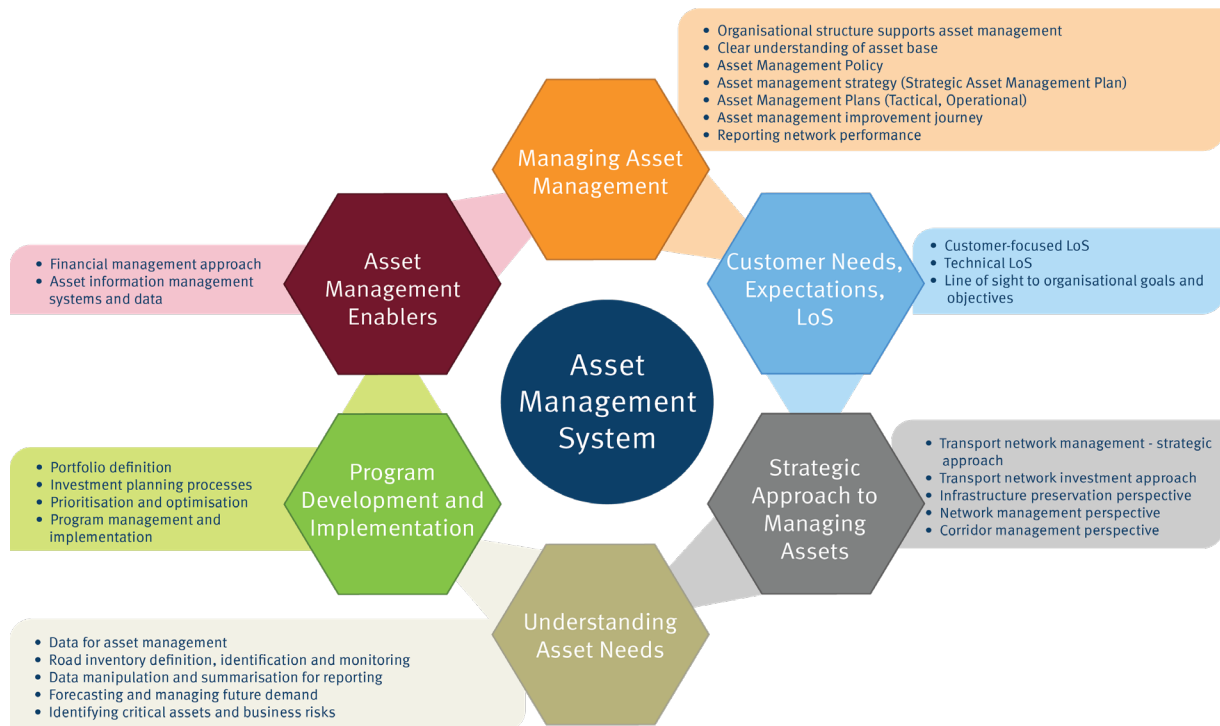 • Organisational structure supports asset management
• Clear understanding of asset base
• Asset Management Policy
• Asset management strategy (Strategic Asset Management Plan)
• Asset Management Plans (Tactical, Operational)
• Asset management improvement journey
• Reporting network performance
Managing Asset
Management
Customer Needs,
Expectations,
LoS
• Customer-focused LoS
• Technical LoS
• Line of sight to organisational goals and
objectives
Strategic
Approach to
Managing
Assets
• Transport network management - strategic
approach
• Transport network investment approach
• Infrastructure preservation perspective
• Network management perspective
• Corridor management perspective
Understanding
Asset Needs
• Data for asset management
• Road inventory definition, identification and monitoring
• Data manipulation and summarisation for reporting
• Forecasting and managing future demand
• Identifying critical assets and business risks
Program
Development and
Implementation
• Portfolio definition
• Investment planning processes
• Prioritisation and optimisation
• Program management and
implementation
Asset
Management
Enablers
• Financial management approach
• Asset information management
systems and data
Asset
Management
System